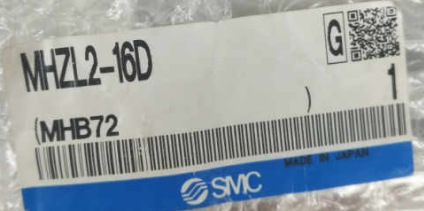 MHZL2-16D
G
(MHB72 )
1
MADE IN JAPAN
SMC